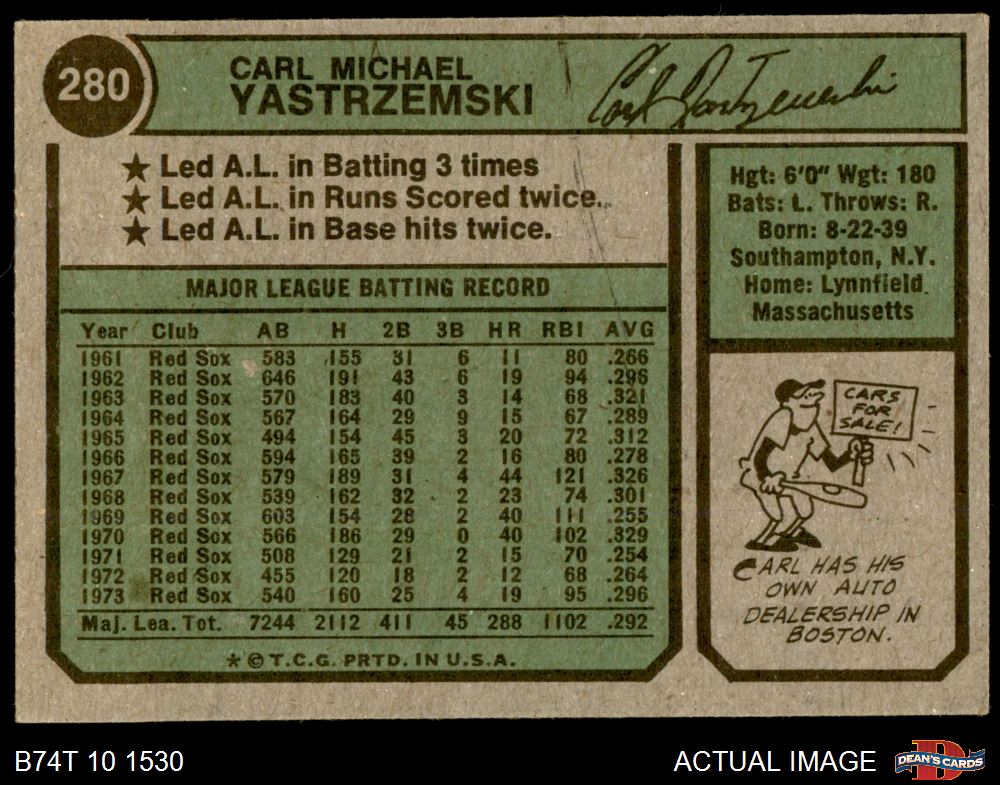 280
CARL MICHAEL
YASTRZEMSKI
Carl Yastrzemski
★ Led A.L. in Batting 3 times
★ Led A.L. in Runs Scored twice.
★ Led A.L. in Base hits twice.
Hgt: 6'0" Wgt: 180
Bats: L. Throws: R.
Born: 8-22-39
Southampton, N.Y.
Home: Lynnfield
Massachusetts
MAJOR LEAGUE BATTING RECORD
Year Club AB H 2B 3B HR RBI AVG
1961 Red Sox 583 155 31 6 11 80 .266
1962 Red Sox 646 191 43 6 19 94 .296
1963 Red Sox 570 183 40 3 14 68 .321
1964 Red Sox 567 164 29 9 15 67 .289
1965 Red Sox 494 154 45 3 20 72 .312
1966 Red Sox 594 165 39 2 16 80 .278
1967 Red Sox 579 189 31 4 44 121 .326
1968 Red Sox 539 162 32 2 23 74 .301
1969 Red Sox 603 154 28 2 40 111 .255
1970 Red Sox 566 186 29 0 40 102 .329
1971 Red Sox 508 129 21 2 15 70 .254
1972 Red Sox 455 120 18 2 12 68 .264
1973 Red Sox 540 160 25 4 19 95 .296
Maj. Lea. Tot. 7244 2112 411 45 288 1102 .292
★ © T.C.G. PRTD. IN U.S.A.
CARS
FOR
SALE!
CARL HAS HIS
OWN AUTO
DEALERSHIP IN
BOSTON.
B74T 10 1530
ACTUAL IMAGE
D
DEAN'S CARDS